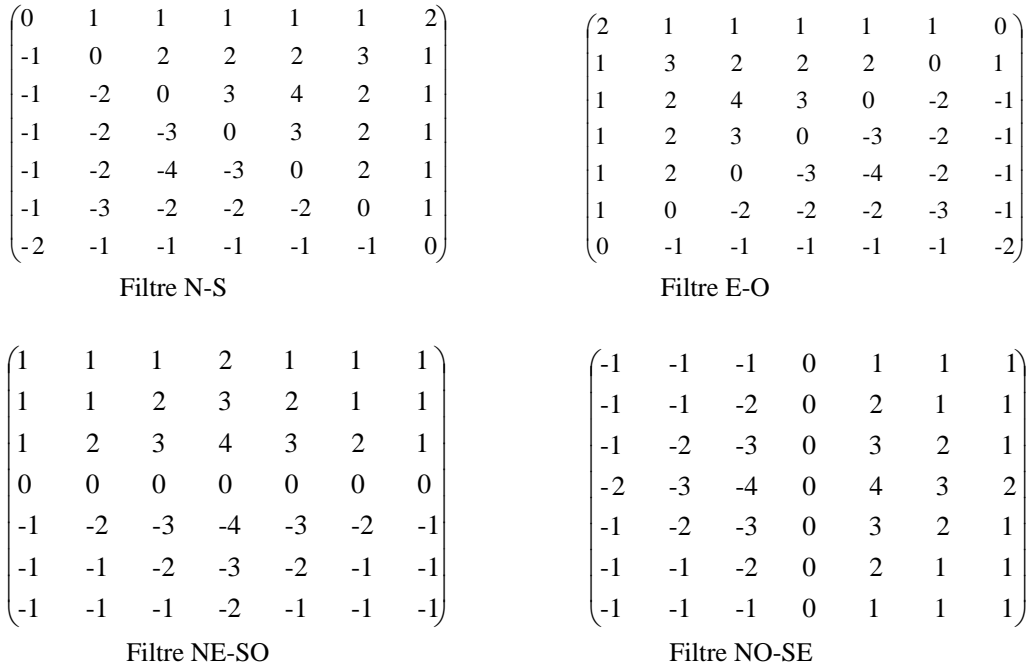 0 1 1 1 1 1 2
-1 0 2 2 2 3 1
-1 -2 0 3 4 2 1
-1 -2 -3 0 3 2 1
-1 -2 -4 -3 0 2 1
-1 -3 -2 -2 -2 0 1
-2 -1 -1 -1 -1 -1 0
Filtre N-S
2 1 1 1 1 1 0
1 3 2 2 2 0 1
1 2 4 3 0 -2 -1
1 2 3 0 -3 -2 -1
1 2 0 -3 -4 -2 -1
1 0 -2 -2 -2 -3 -1
0 -1 -1 -1 -1 -1 -2
Filtre E-O
1 1 1 2 1 1 1
1 1 2 3 2 1 1
1 2 3 4 3 2 1
0 0 0 0 0 0 0
-1 -2 -3 -4 -3 -2 -1
-1 -1 -2 -3 -2 -1 -1
-1 -1 -1 -2 -1 -1 -1
Filtre NE-SO
-1 -1 -1 0 1 1 1
-1 -1 -2 0 2 1 1
-1 -2 -3 0 3 2 1
-2 -3 -4 0 4 3 2
-1 -2 -3 0 3 2 1
-1 -1 -2 0 2 1 1
-1 -1 -1 0 1 1 1
Filtre NO-SE